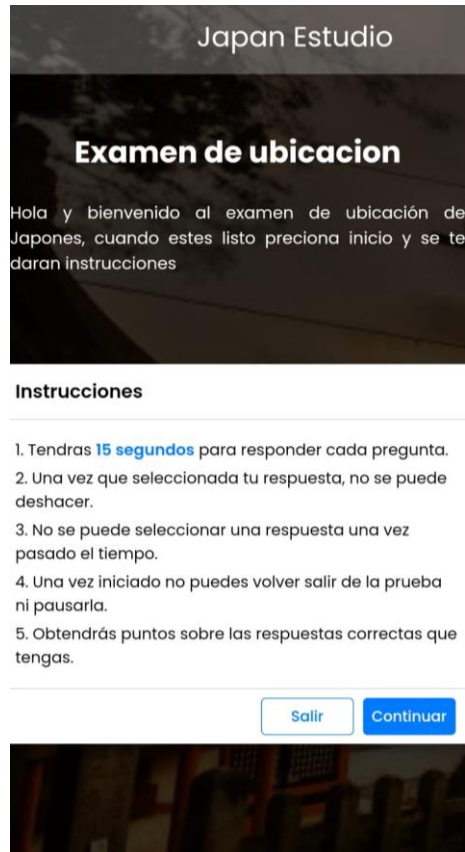 Japan Estudio
Examen de ubicacion
Hola y bienvenido al examen de ubicación de
Japones, cuando estes listo preciona inicio y se te
daran instrucciones
Instrucciones
1. Tendras 15 segundos para responder cada pregunta.
2. Una vez que seleccionada tu respuesta, no se puede
deshacer.
3. No se puede seleccionar una respuesta una vez
pasado el tiempo.
4. Una vez iniciado no puedes volver salir de la prueba
ni pausarla.
5. Obtendrás puntos sobre las respuestas correctas que
tengas.
Salir Continuar